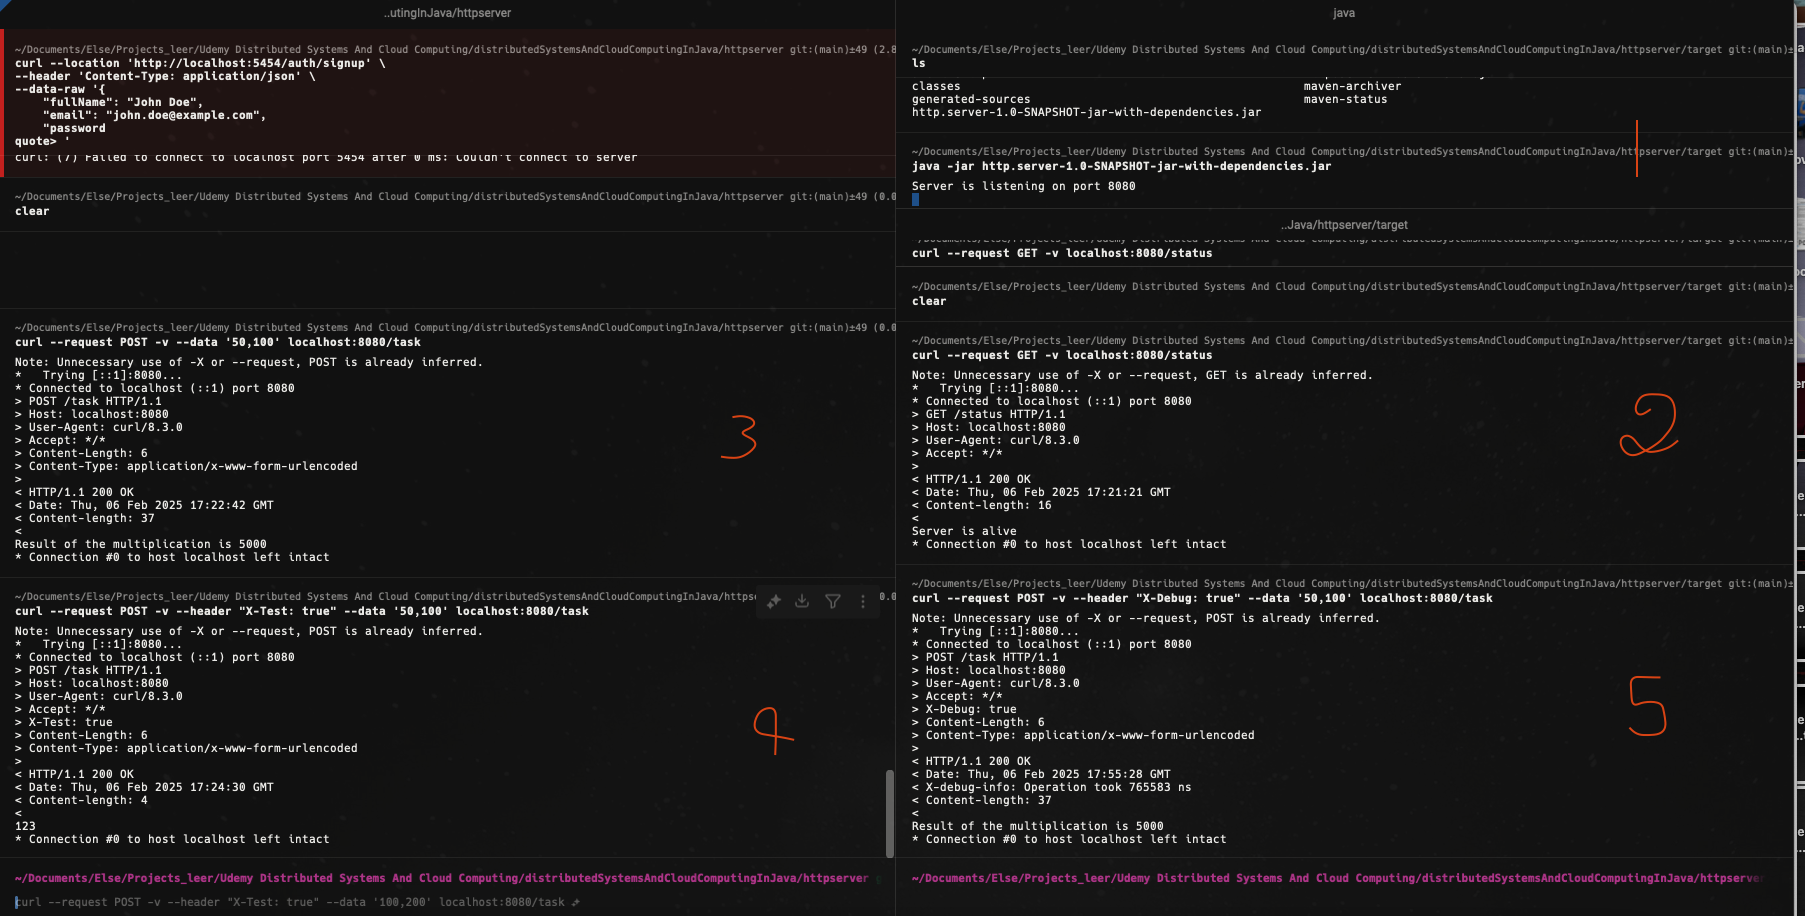 ..utingInJava/httpserver
~/Documents/Else/Projects_leer/Udemy Distributed Systems And Cloud Computing/distributedSystemsAndCloudComputingInJava/httpserver git:(main)±49 (2.8
curl --location 'http://localhost:5454/auth/signup' \
--header 'Content-Type: application/json' \
--data-raw '{
    "fullName": "John Doe",
    "email": "john.doe@example.com",
    "password
quote> '
curl: (7) Failed to connect to localhost port 5454 after 0 ms: Couldn't connect to server
~/Documents/Else/Projects_leer/Udemy Distributed Systems And Cloud Computing/distributedSystemsAndCloudComputingInJava/httpserver git:(main)±49 (0.0
clear
~/Documents/Else/Projects_leer/Udemy Distributed Systems And Cloud Computing/distributedSystemsAndCloudComputingInJava/httpserver git:(main)±49 (0.0
curl --request POST -v --data '50,100' localhost:8080/task
Note: Unnecessary use of -X or --request, POST is already inferred.
*   Trying [::1]:8080...
* Connected to localhost (::1) port 8080
> POST /task HTTP/1.1
> Host: localhost:8080
> User-Agent: curl/8.3.0
> Accept: */*
> Content-Length: 6
> Content-Type: application/x-www-form-urlencoded
>
< HTTP/1.1 200 OK
< Date: Thu, 06 Feb 2025 17:22:42 GMT
< Content-length: 37
<
Result of the multiplication is 5000
* Connection #0 to host localhost left intact
3
~/Documents/Else/Projects_leer/Udemy Distributed Systems And Cloud Computing/distributedSystemsAndCloudComputingInJava/httpse
curl --request POST -v --header "X-Test: true" --data '50,100' localhost:8080/task
Note: Unnecessary use of -X or --request, POST is already inferred.
*   Trying [::1]:8080...
* Connected to localhost (::1) port 8080
> POST /task HTTP/1.1
> Host: localhost:8080
> User-Agent: curl/8.3.0
> Accept: */*
> X-Test: true
> Content-Length: 6
> Content-Type: application/x-www-form-urlencoded
>
< HTTP/1.1 200 OK
< Date: Thu, 06 Feb 2025 17:24:30 GMT
< Content-length: 4
<
123
* Connection #0 to host localhost left intact
4
~/Documents/Else/Projects_leer/Udemy Distributed Systems And Cloud Computing/distributedSystemsAndCloudComputingInJava/httpserver
curl --request POST -v --header "X-Test: true" --data '100,200' localhost:8080/task
java
~/Documents/Else/Projects_leer/Udemy Distributed Systems And Cloud Computing/distributedSystemsAndCloudComputingInJava/httpserver/target git:(main)±
ls
classes maven-archiver
generated-sources maven-status
http.server-1.0-SNAPSHOT-jar-with-dependencies.jar
~/Documents/Else/Projects_leer/Udemy Distributed Systems And Cloud Computing/distributedSystemsAndCloudComputingInJava/httpserver/target git:(main)±
java -jar http.server-1.0-SNAPSHOT-jar-with-dependencies.jar
Server is listening on port 8080
1
..Java/httpserver/target
~/Documents/Else/Projects_leer/Udemy Distributed Systems And Cloud Computing/distributedSystemsAndCloudComputingInJava/httpserver/target git:(main)±
curl --request GET -v localhost:8080/status
~/Documents/Else/Projects_leer/Udemy Distributed Systems And Cloud Computing/distributedSystemsAndCloudComputingInJava/httpserver/target git:(main)±
clear
~/Documents/Else/Projects_leer/Udemy Distributed Systems And Cloud Computing/distributedSystemsAndCloudComputingInJava/httpserver/target git:(main)±
curl --request GET -v localhost:8080/status
Note: Unnecessary use of -X or --request, GET is already inferred.
*   Trying [::1]:8080...
* Connected to localhost (::1) port 8080
> GET /status HTTP/1.1
> Host: localhost:8080
> User-Agent: curl/8.3.0
> Accept: */*
>
< HTTP/1.1 200 OK
< Date: Thu, 06 Feb 2025 17:21:21 GMT
< Content-length: 16
<
Server is alive
* Connection #0 to host localhost left intact
2
~/Documents/Else/Projects_leer/Udemy Distributed Systems And Cloud Computing/distributedSystemsAndCloudComputingInJava/httpserver/target git:(main)±
curl --request POST -v --header "X-Debug: true" --data '50,100' localhost:8080/task
Note: Unnecessary use of -X or --request, POST is already inferred.
*   Trying [::1]:8080...
* Connected to localhost (::1) port 8080
> POST /task HTTP/1.1
> Host: localhost:8080
> User-Agent: curl/8.3.0
> Accept: */*
> X-Debug: true
> Content-Length: 6
> Content-Type: application/x-www-form-urlencoded
>
< HTTP/1.1 200 OK
< Date: Thu, 06 Feb 2025 17:55:28 GMT
< X-debug-info: Operation took 765583 ns
< Content-length: 37
<
Result of the multiplication is 5000
* Connection #0 to host localhost left intact
5
~/Documents/Else/Projects_leer/Udemy Distributed Systems And Cloud Computing/distributedSystemsAndCloudComputingInJava/httpserve